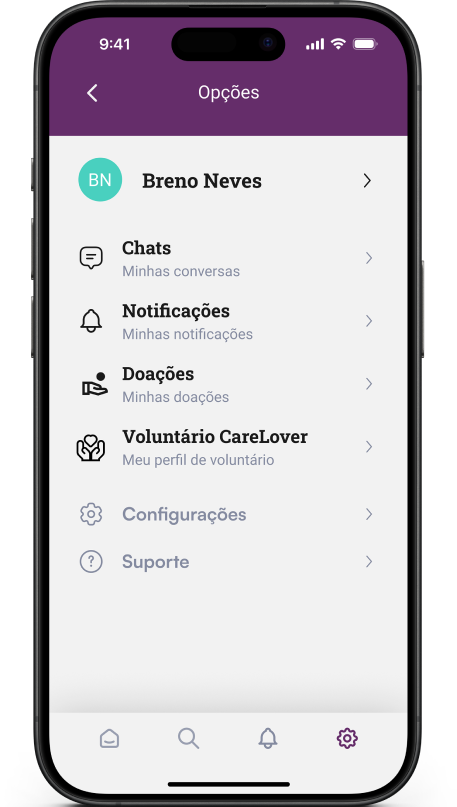 9:41
Opções
BN
Breno Neves
Chats
Minhas conversas
Notificações
Minhas notificações
Doações
Minhas doações
Voluntário CareLover
Meu perfil de voluntário
Configurações
Suporte